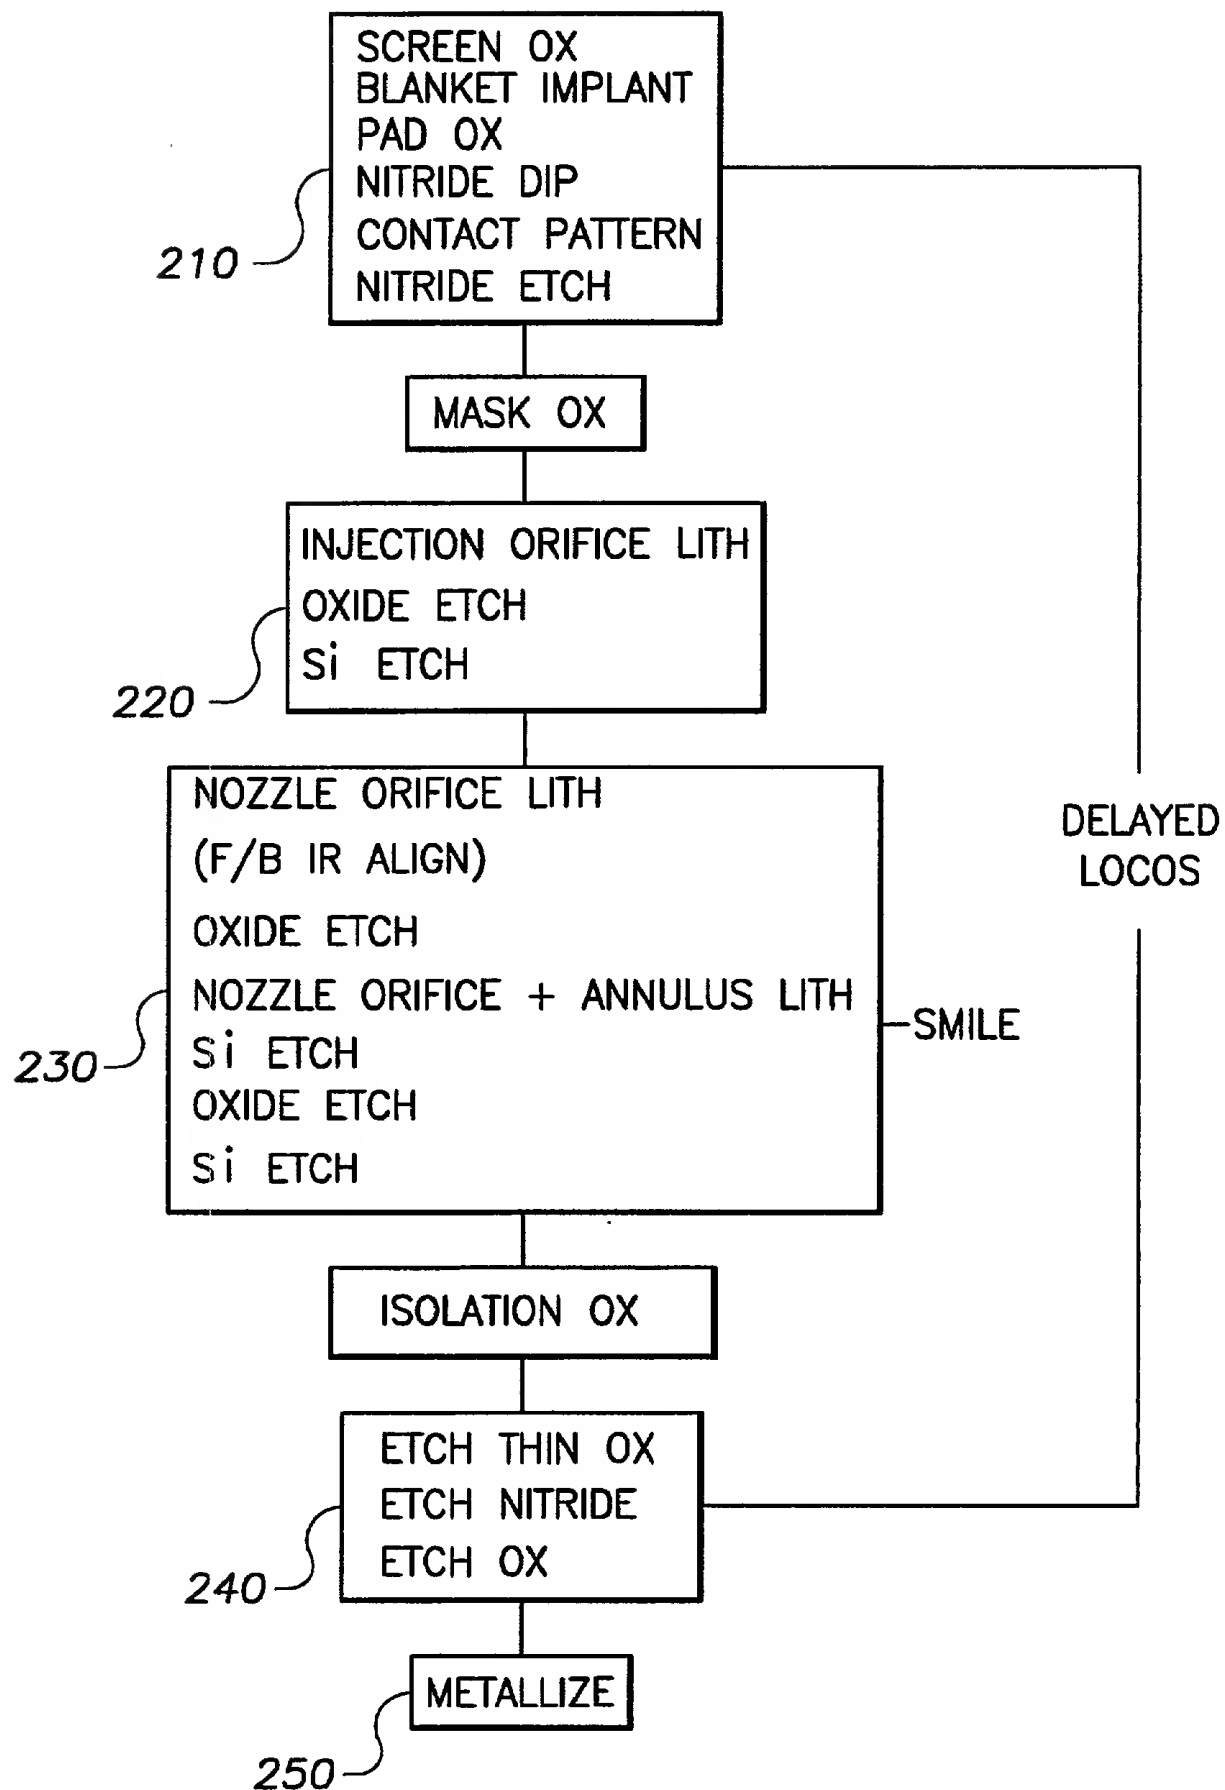 SCREEN OX
BLANKET IMPLANT
PAD OX
NITRIDE DIP
CONTACT PATTERN
NITRIDE ETCH
210
MASK OX
INJECTION ORIFICE LITH
OXIDE ETCH
Si ETCH
220
NOZZLE ORIFICE LITH
(F/B IR ALIGN)
OXIDE ETCH
NOZZLE ORIFICE + ANNULUS LITH
Si ETCH
OXIDE ETCH
Si ETCH
230
SMILE
DELAYED
LOCOS
ISOLATION OX
ETCH THIN OX
ETCH NITRIDE
ETCH OX
240
METALLIZE
250